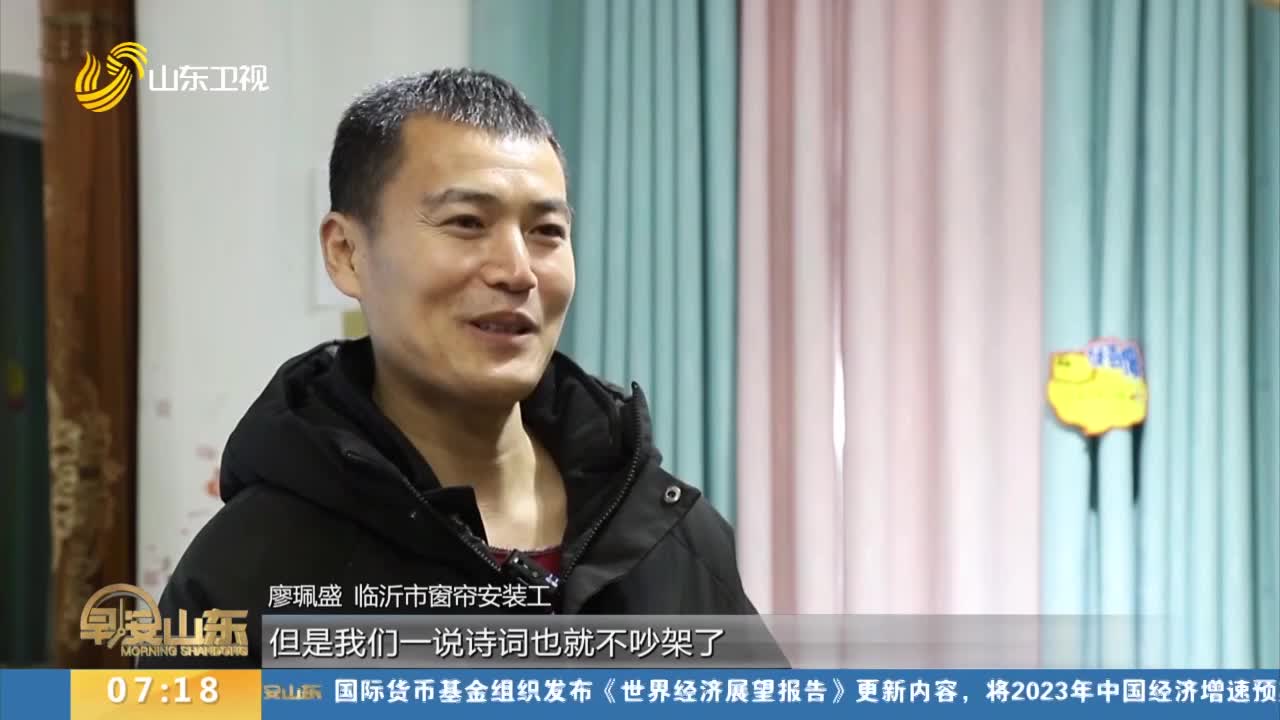 山东卫视
廖珮盛 临沂市窗帘安装工
早安山东
MORNING SHANDONG
但是我们一说诗词也就不吵架了
07:18
安山东
国际货币基金组织发布《世界经济展望报告》更新内容，将2023年中国经济增速预